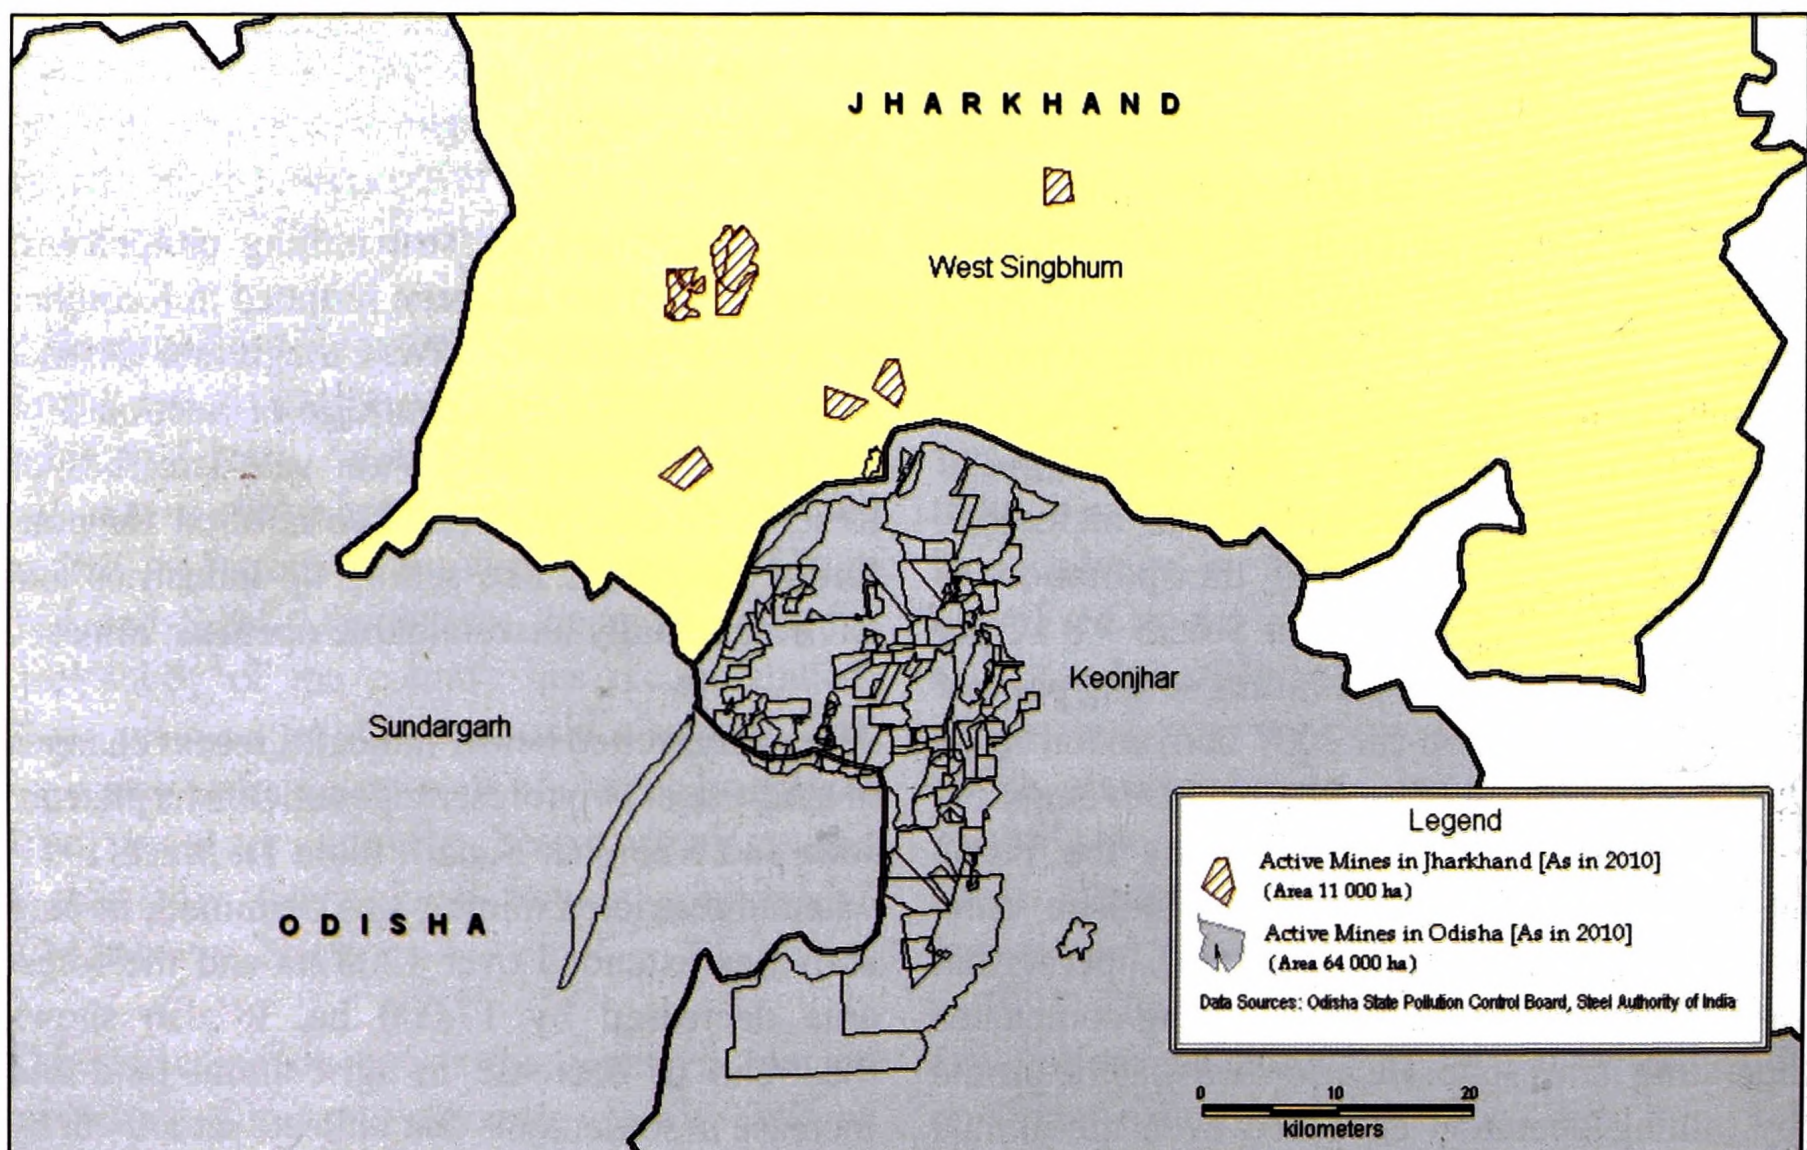 JHARKHAND
West Singbhum
Keonjhar
Sundargarh
ODISHA
Legend
Active Mines in Jharkhand [As in 2010]
(Area 11 000 ha)
Active Mines in Odisha [As in 2010]
(Area 64 000 ha)
Data Sources: Odisha State Pollution Control Board, Steel Authority of India
0 10 20
kilometers